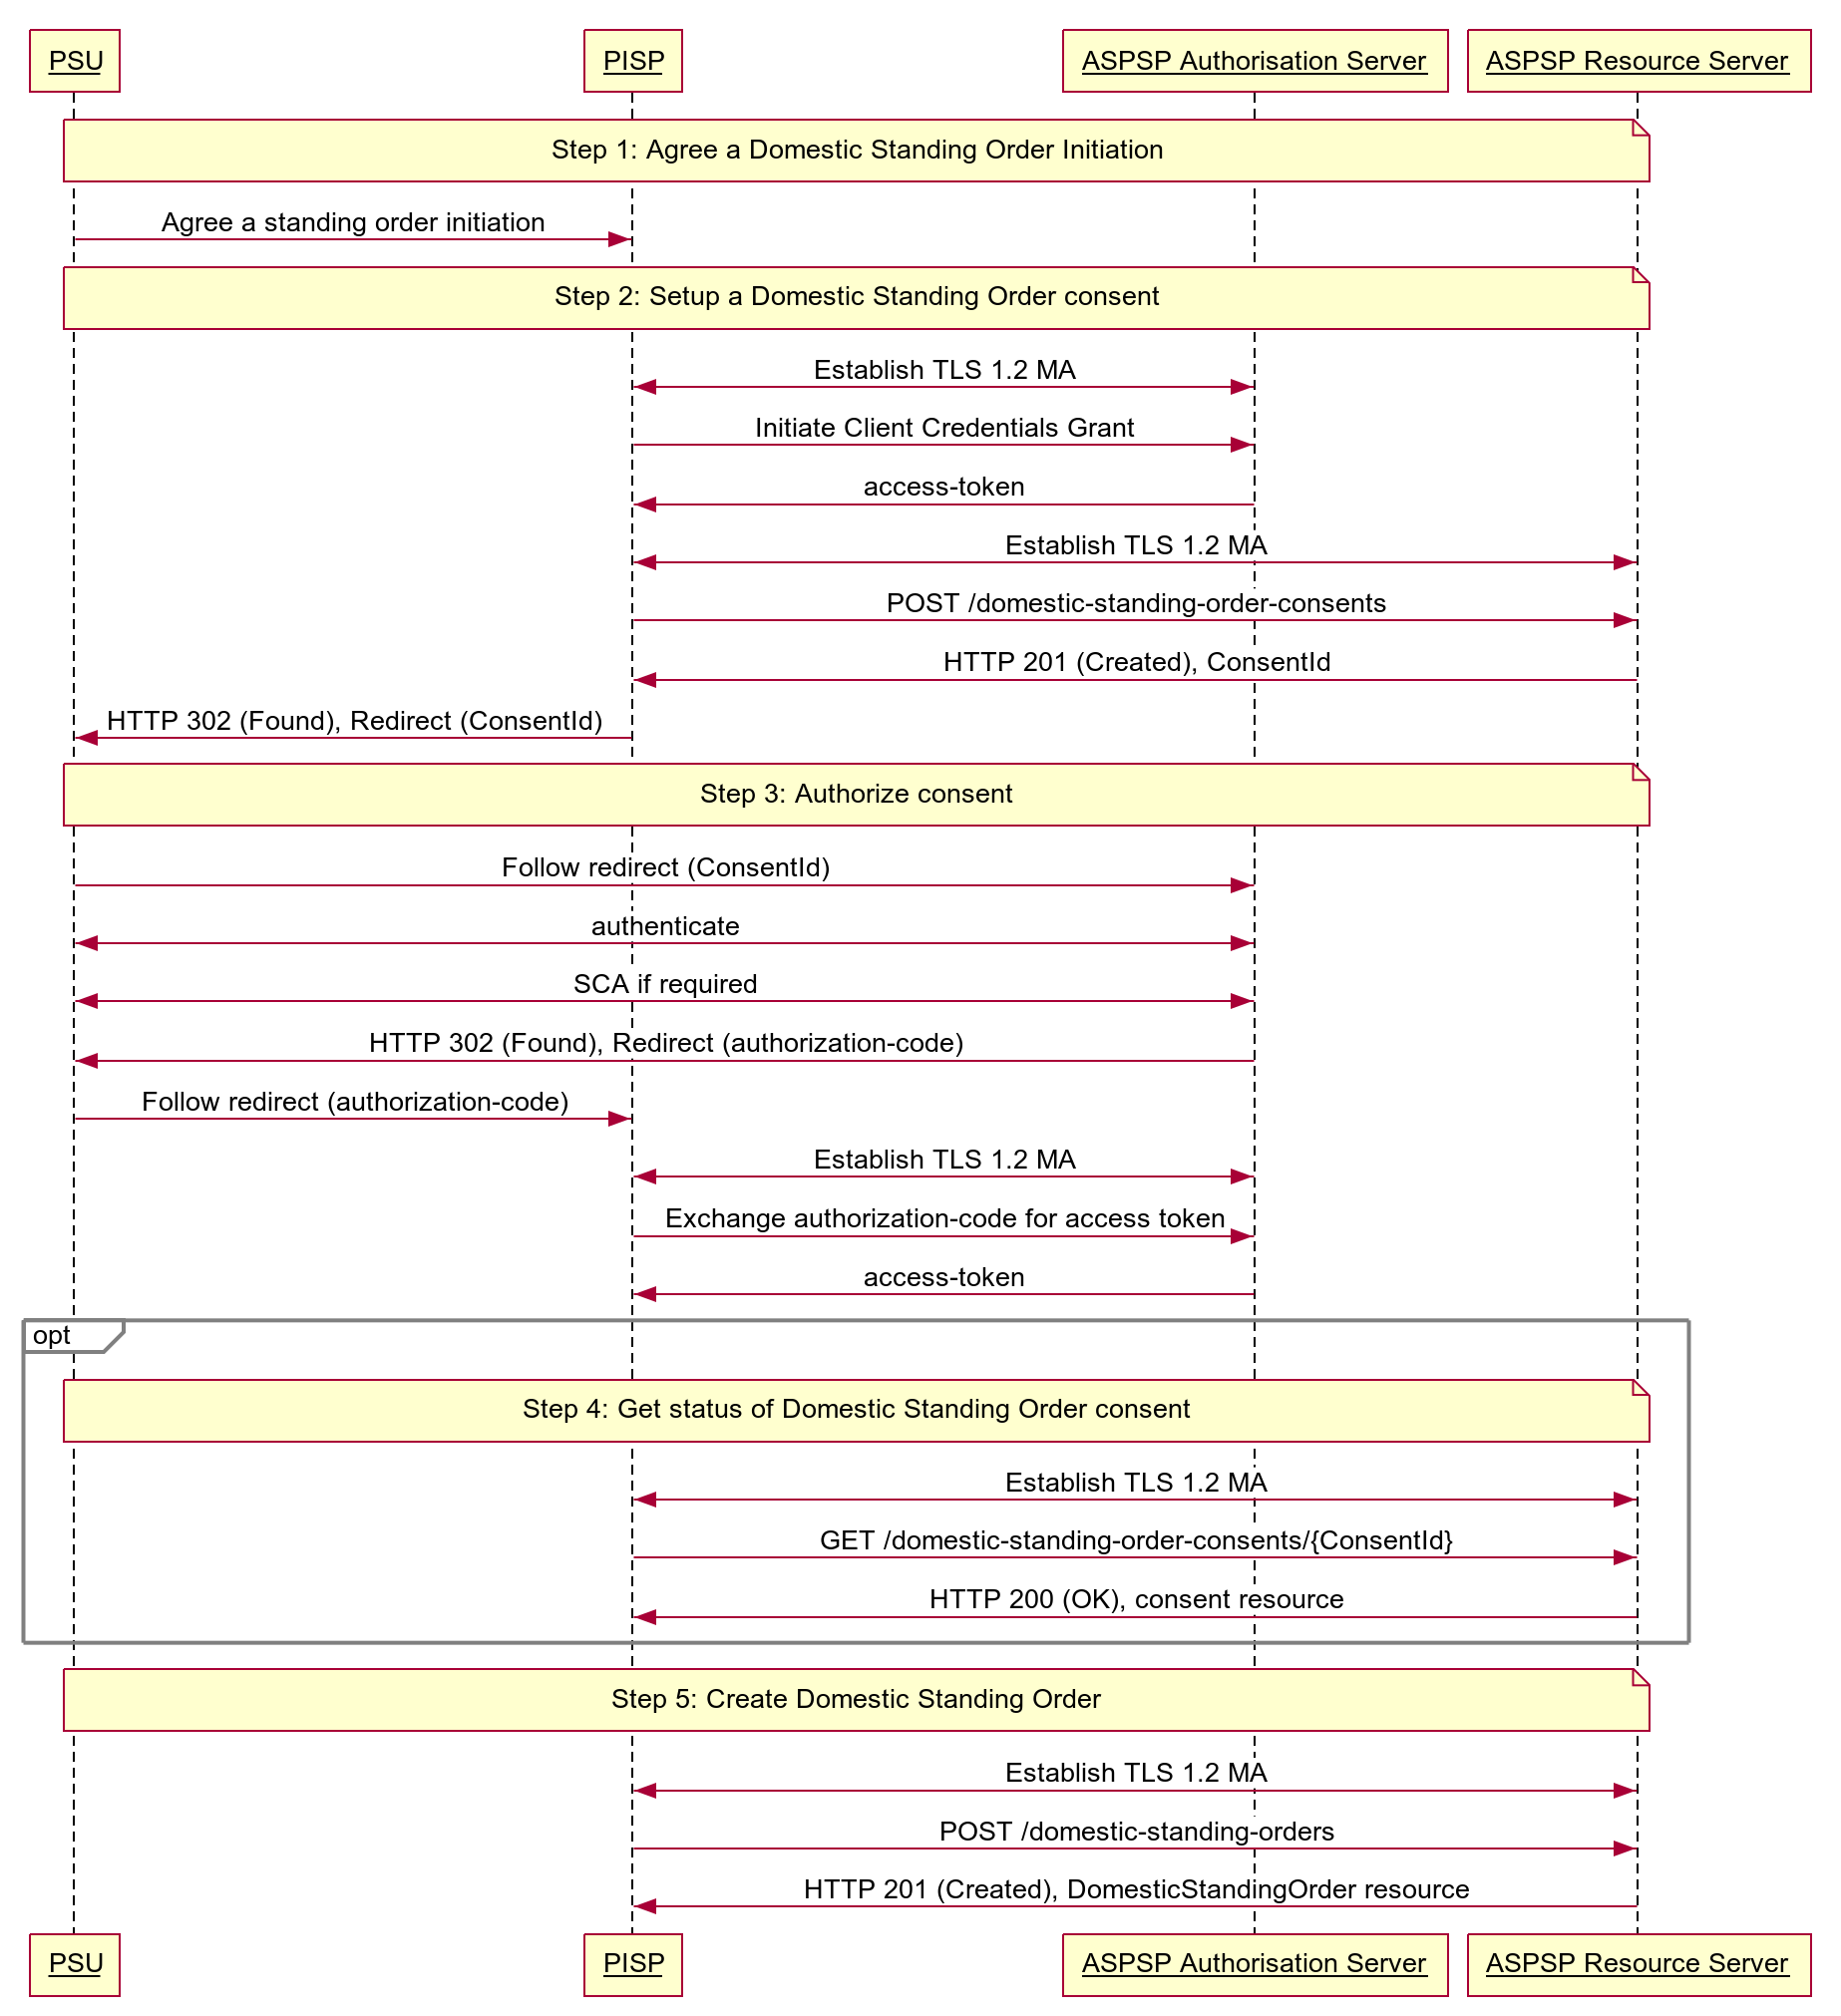 PSU
PISP
ASPSP Authorisation Server
ASPSP Resource Server
Step 1: Agree a Domestic Standing Order Initiation
Agree a standing order initiation
Step 2: Setup a Domestic Standing Order consent
Establish TLS 1.2 MA
Initiate Client Credentials Grant
access-token
Establish TLS 1.2 MA
POST /domestic-standing-order-consents
HTTP 201 (Created), ConsentId
HTTP 302 (Found), Redirect (ConsentId)
Step 3: Authorize consent
Follow redirect (ConsentId)
authenticate
SCA if required
HTTP 302 (Found), Redirect (authorization-code)
Follow redirect (authorization-code)
Establish TLS 1.2 MA
Exchange authorization-code for access token
access-token
opt
Step 4: Get status of Domestic Standing Order consent
Establish TLS 1.2 MA
GET /domestic-standing-order-consents/{ConsentId}
HTTP 200 (OK), consent resource
Step 5: Create Domestic Standing Order
Establish TLS 1.2 MA
POST /domestic-standing-orders
HTTP 201 (Created), DomesticStandingOrder resource
PSU
PISP
ASPSP Authorisation Server
ASPSP Resource Server